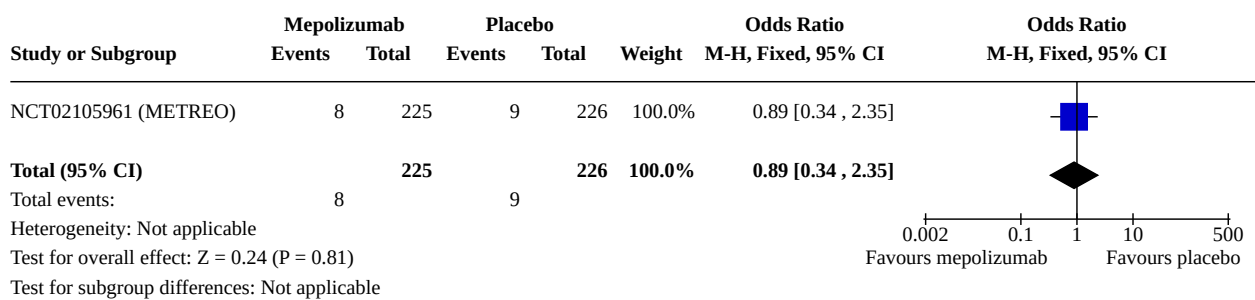 Mepolizumab Placebo Odds Ratio Odds Ratio
Study or Subgroup Events Total Events Total Weight M-H, Fixed, 95% CI M-H, Fixed, 95% CI
NCT02105961 (METREO) 8 225 9 226 100.0% 0.89 [0.34 , 2.35]
Total (95% CI) 225 226 100.0% 0.89 [0.34 , 2.35]
Total events: 8 9
Heterogeneity: Not applicable 0.002 0.1 1 10 500
Test for overall effect: Z = 0.24 (P = 0.81) Favours mepolizumab Favours placebo
Test for subgroup differences: Not applicable